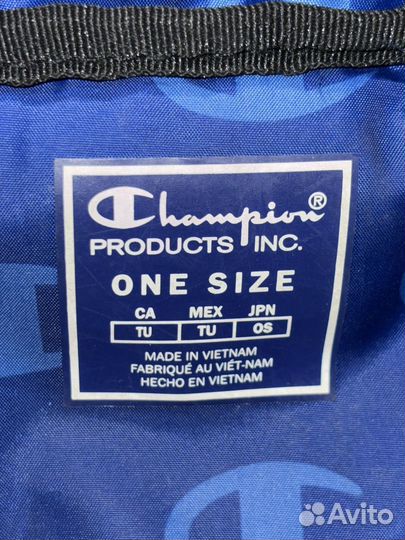 Champion®
PRODUCTS INC.
ONE SIZE
CA MEX JPN
TU TU OS
MADE IN VIETNAM
FABRIQUÉ AU VIÊT-NAM
HECHO EN VIETNAM
Avito